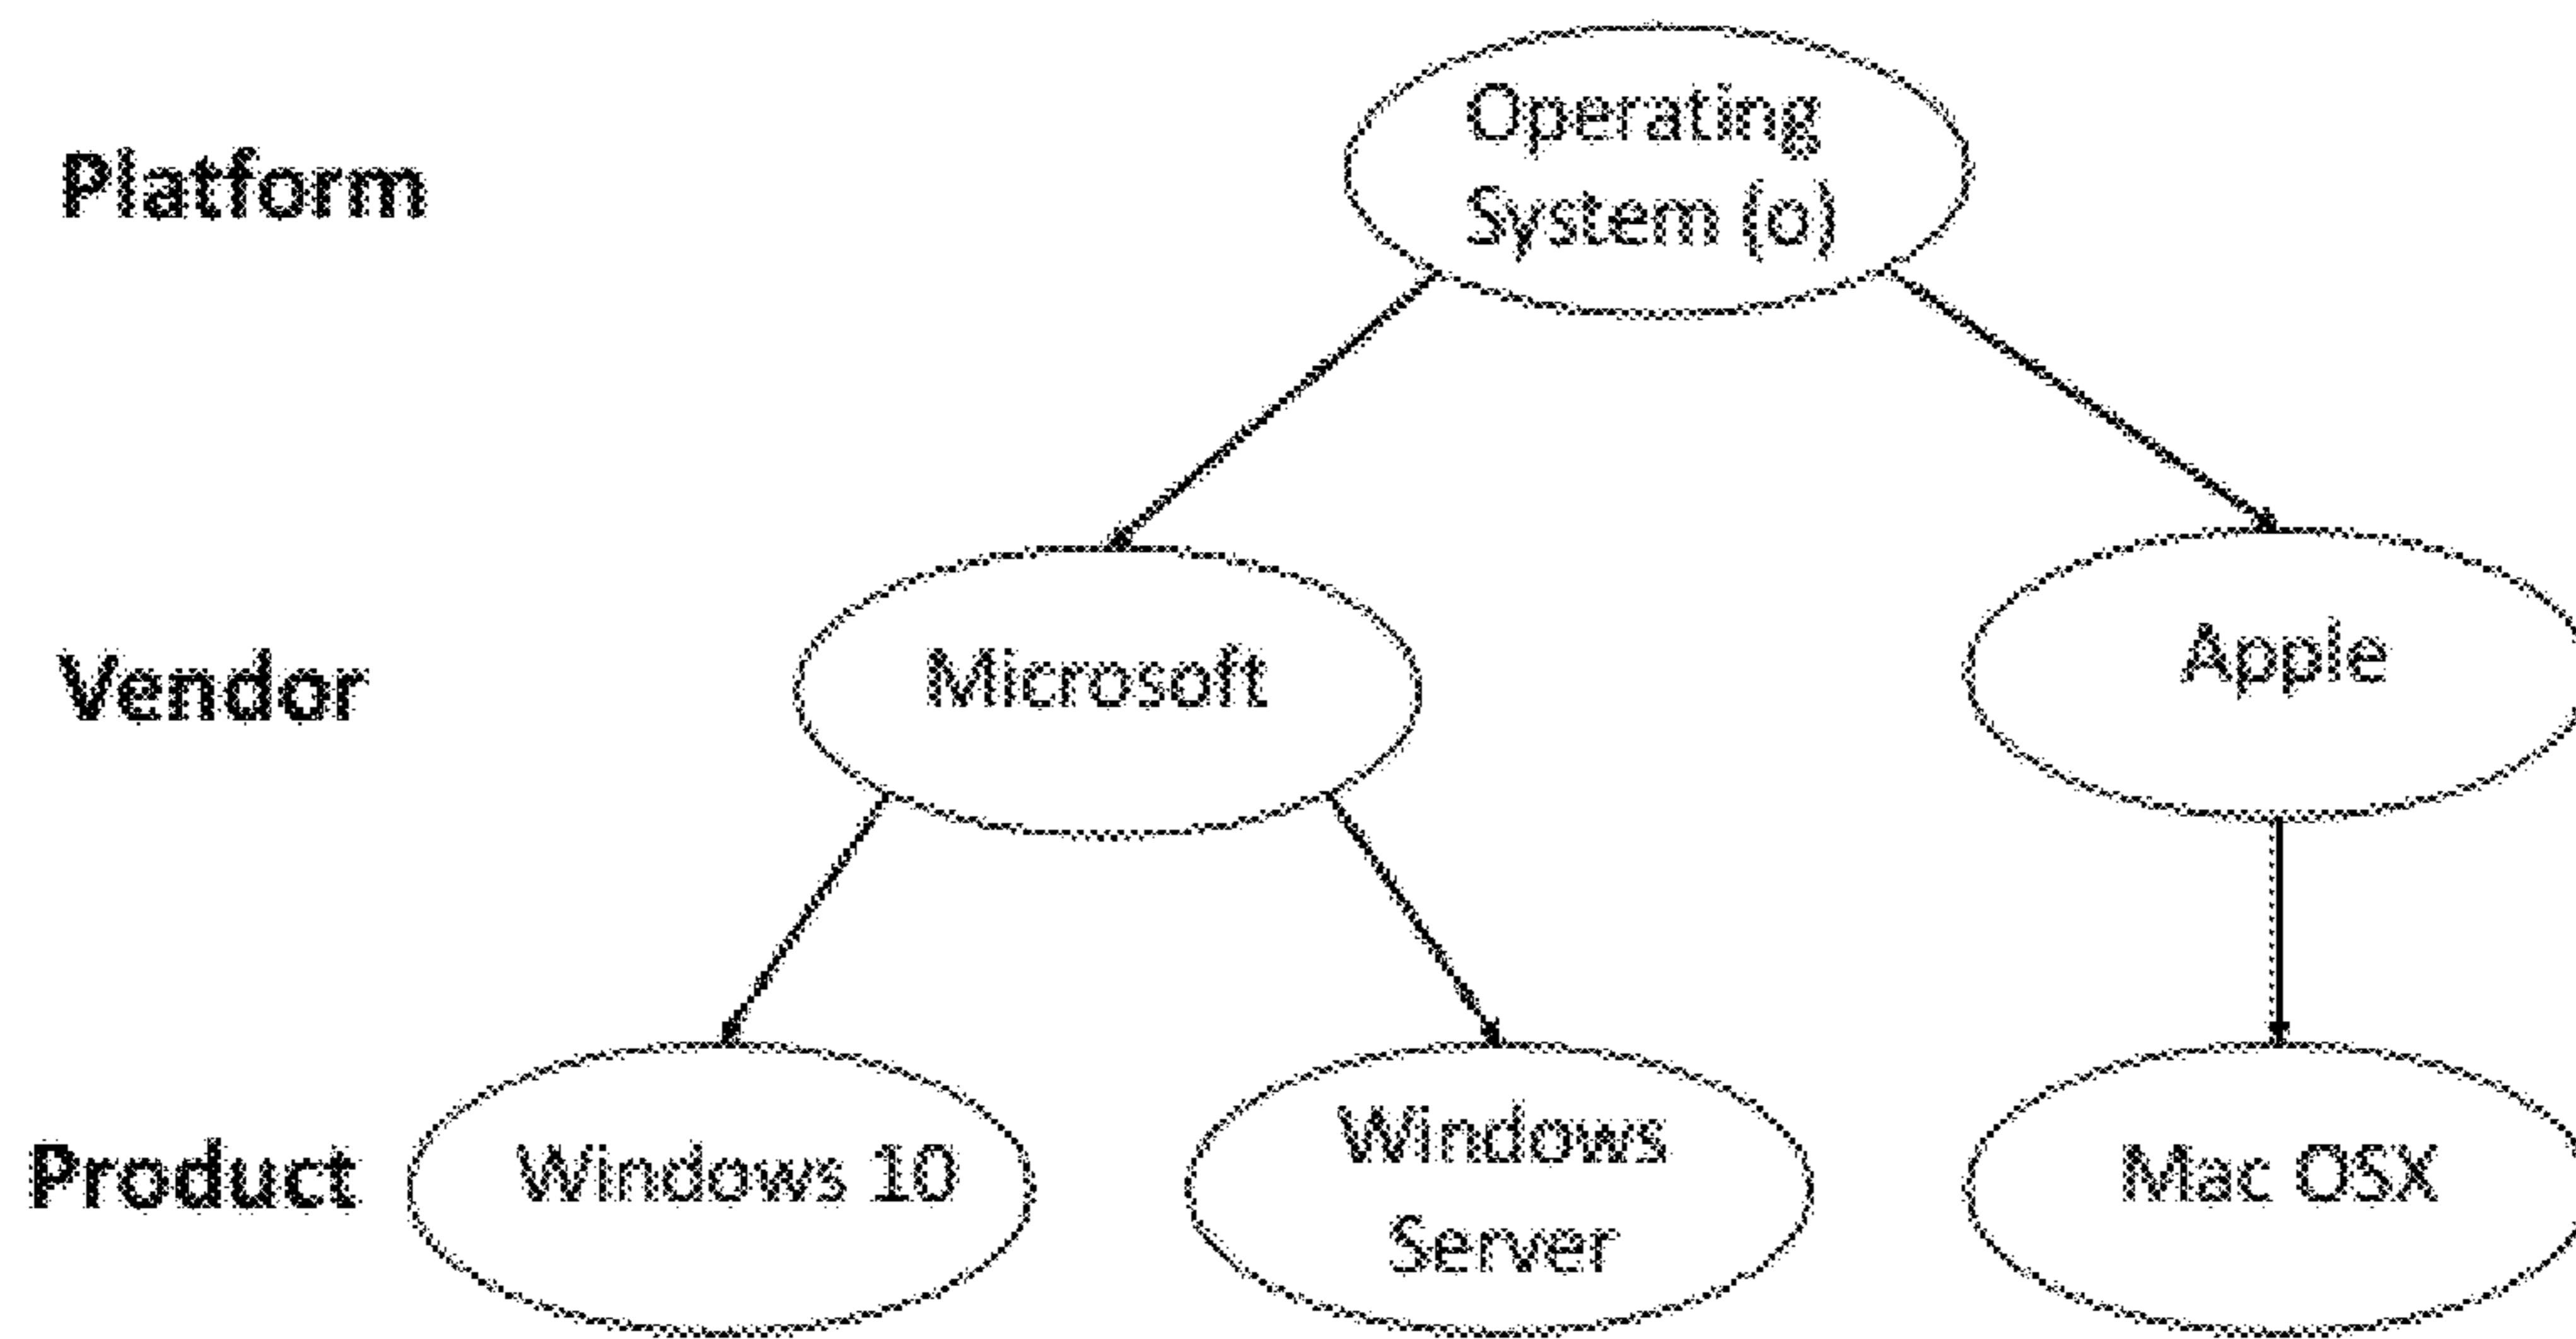 Platform
Operating
System (o)
Vendor
Microsoft
Apple
Product
Windows 10
Windows
Server
Mac OSX